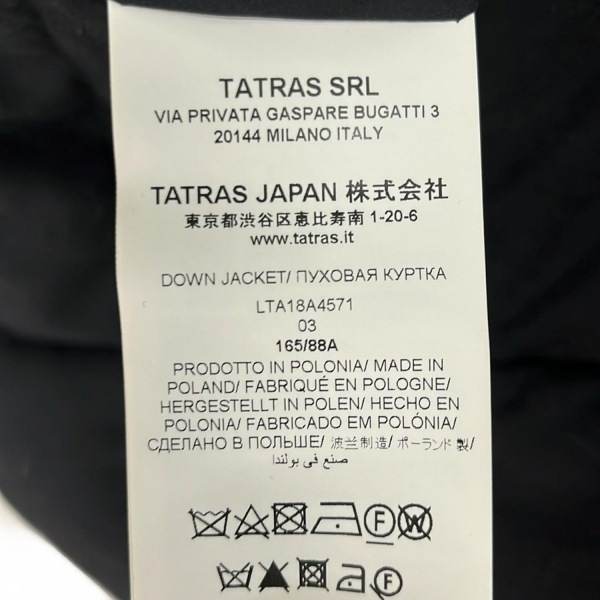 TATRAS SRL
VIA PRIVATA GASPARE BUGATTI 3
20144 MILANO ITALY
TATRAS JAPAN 株式会社
東京都渋谷区恵比寿南 1-20-6
www.tatras.it
DOWN JACKET/ ПУХОВАЯ КУРТКА
LTA18A4571
03
165/88A
PRODOTTO IN POLONIA/ MADE IN
POLAND/ FABRIQUÉ EN POLOGNE/
HERGESTELLT IN POLEN/ HECHO EN
POLONIA/ FABRICADO EM POLÓNIA/
СДЕЛАНО В ПОЛЬШЕ/ 波兰制造/ ポーランド製/
صنع في بولندا
F W
F